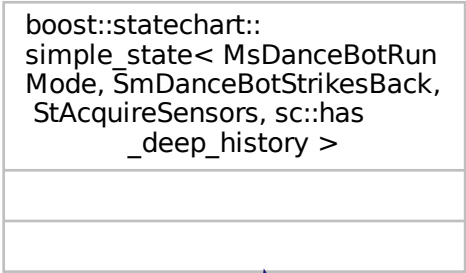 boost::statechart::
simple_state< MsDanceBotRun
Mode, SmDanceBotStrikesBack,
StAcquireSensors, sc::has
_deep_history >